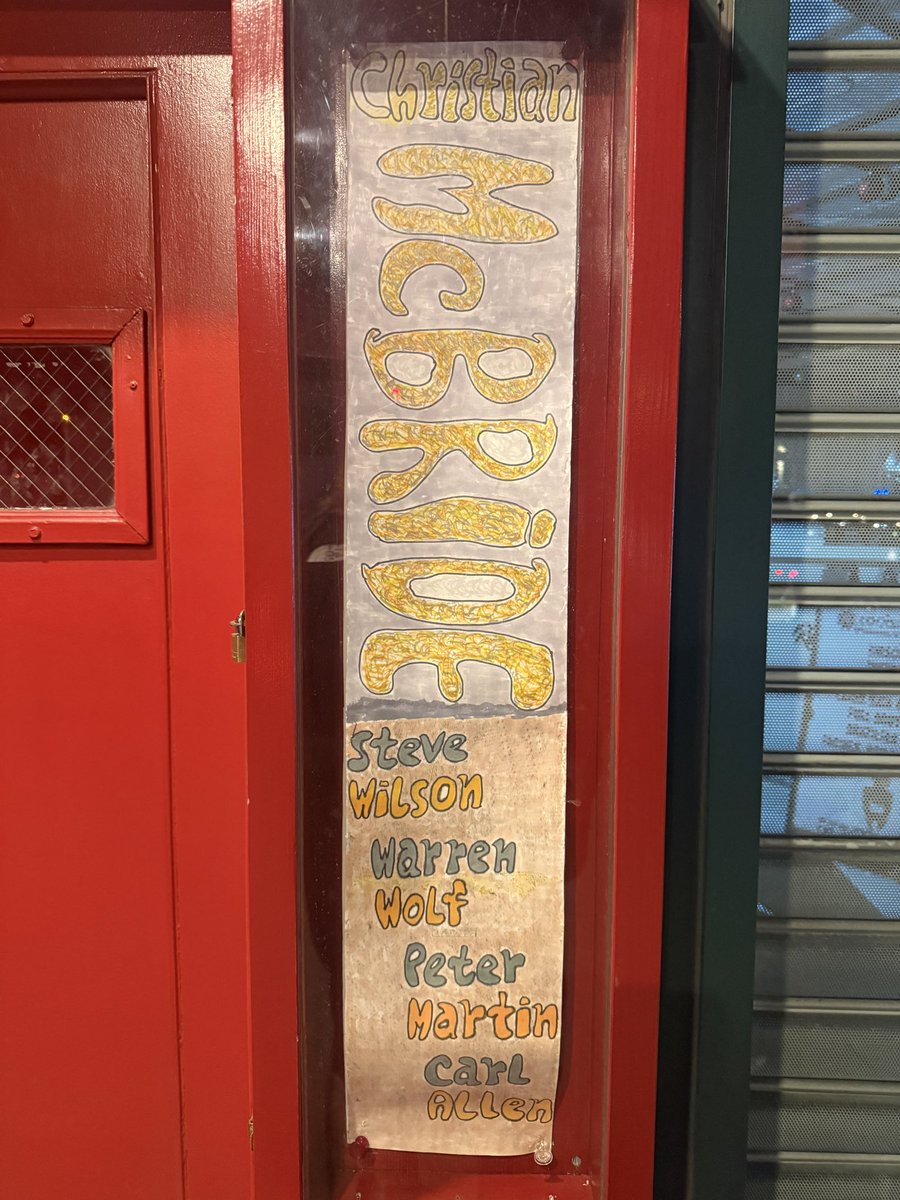 Christian
McBRiDE
Steve
Wilson
Warren
Wolf
Peter
Martin
Carl
Allen